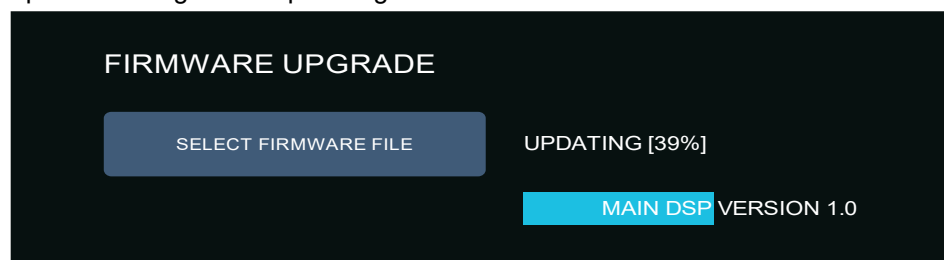 FIRMWARE UPGRADE
SELECT FIRMWARE FILE
UPDATING [39%]
MAIN DSP VERSION 1.0